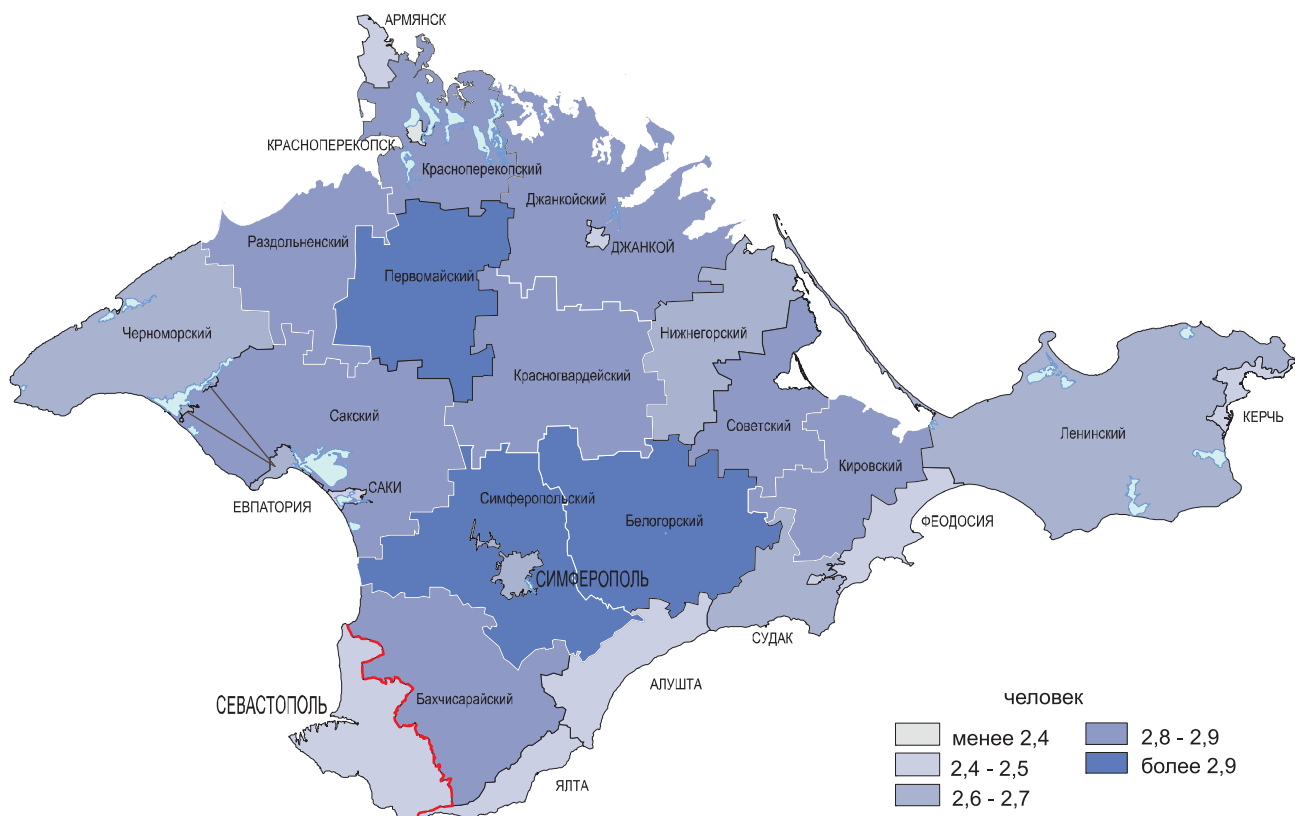 АРМЯНСК
КРАСНОПЕРЕКОПСК
Красноперекопский
Джанкойский
Раздольненский
ДЖАНКОЙ
Первомайский
Черноморский
Нижнегорский
Красногвардейский
Сакский
Советский
Ленинский
КЕРЧЬ
Кировский
САКИ
ЕВПАТОРИЯ
Симферопольский
Белогорский
ФЕОДОСИЯ
СИМФЕРОПОЛЬ
СУДАК
АЛУШТА
Бахчисарайский
СЕВАСТОПОЛЬ
ЯЛТА
человек
менее 2,4
2,4 - 2,5
2,6 - 2,7
2,8 - 2,9
более 2,9